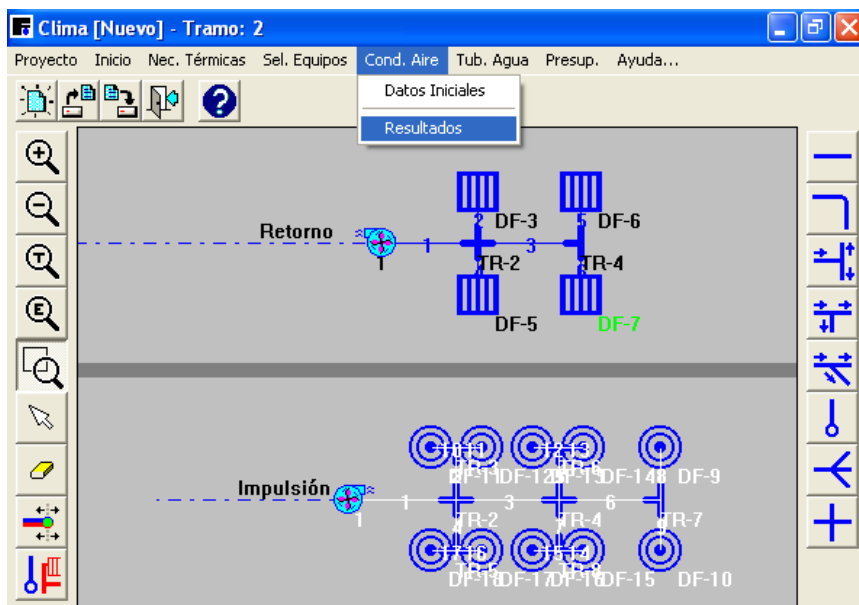 Clima [Nuevo] - Tramo: 2
Proyecto Inicio Nec. Térmicas Sel. Equipos Cond. Aire Tub. Agua Presup. Ayuda...
Datos Iniciales
Resultados
2 DF-3 5 DF-6
Retorno 1 3
1 TR-2 TR-4
DF-5 DF-7
DF-9
Impulsión 1 3 6
1 TR-2 TR-4 TR-7
DF-15 DF-10